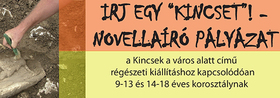 ÍRJ EGY "KINCSET"! -
NOVELLAÍRÓ PÁLYÁZAT
a Kincsek a város alatt című
régészeti kiállításhoz kapcsolódóan
9-13 és 14-18 éves korosztálynak